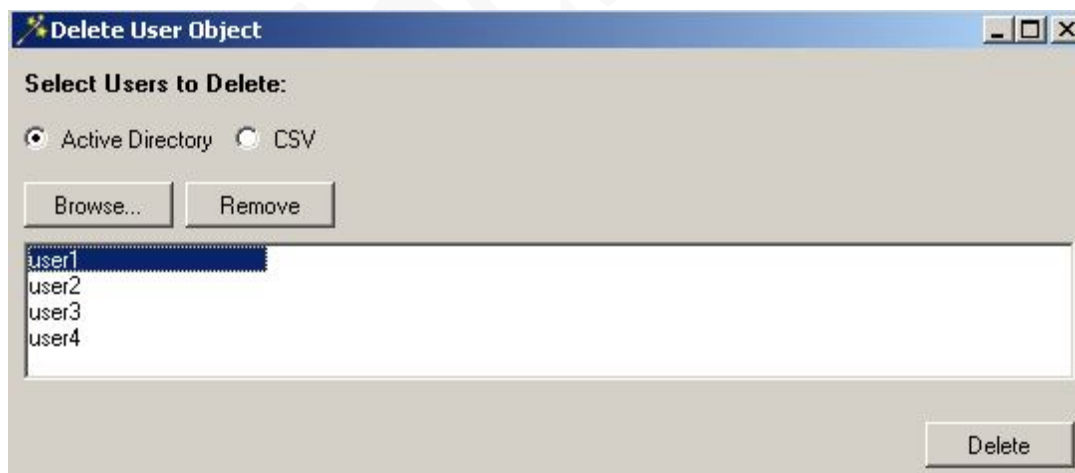 Delete User Object
Select Users to Delete:
Active Directory CSV
Browse... Remove
user1
user2
user3
user4
Delete